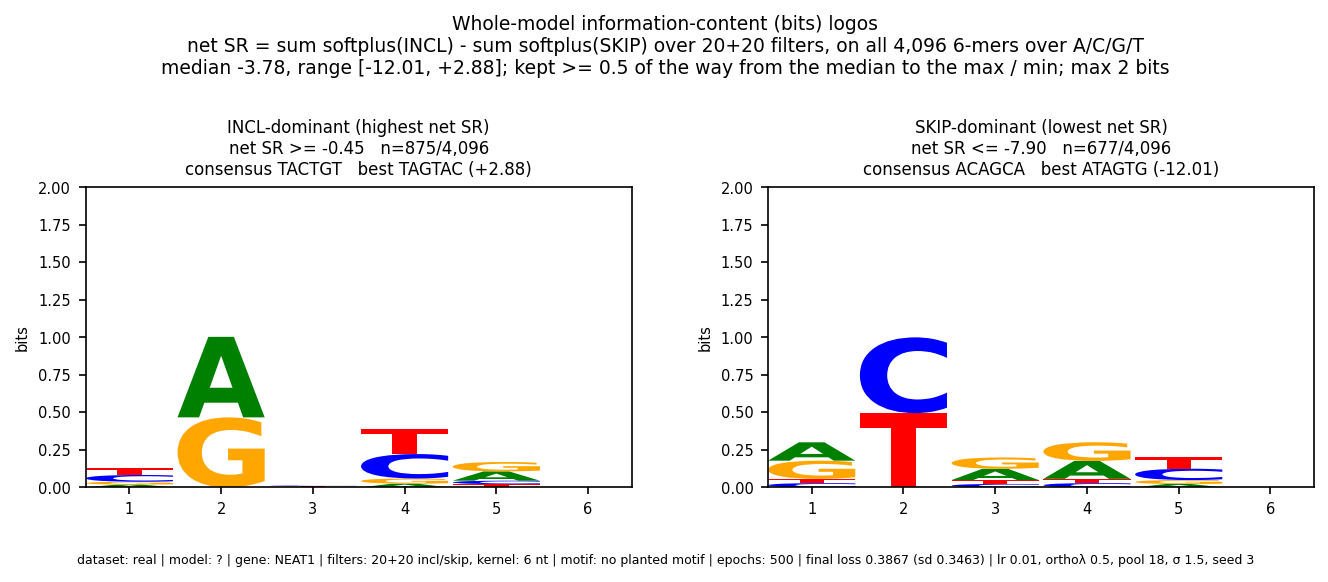 Whole-model information-content (bits) logos
net SR = sum softplus(INCL) - sum softplus(SKIP) over 20+20 filters, on all 4,096 6-mers over A/C/G/T
median -3.78, range [-12.01, +2.88]; kept >= 0.5 of the way from the median to the max / min; max 2 bits
INCL-dominant (highest net SR)
net SR >= -0.45   n=875/4,096
consensus TACTGT   best TAGTAC (+2.88)
2.00
1.75
1.50
1.25
1.00
0.75
0.50
0.25
0.00
bits
T C G A
A G
T C G A
G A C T
1 2 3 4 5 6
SKIP-dominant (lowest net SR)
net SR <= -7.90   n=677/4,096
consensus ACAGCA   best ATAGTG (-12.01)
2.00
1.75
1.50
1.25
1.00
0.75
0.50
0.25
0.00
bits
A G T C
C T
G A T C
G A T C
T C G A
1 2 3 4 5 6
dataset: real | model: ? | gene: NEAT1 | filters: 20+20 incl/skip, kernel: 6 nt | motif: no planted motif | epochs: 500 | final loss 0.3867 (sd 0.3463) | lr 0.01, orthoλ 0.5, pool 18, σ 1.5, seed 3